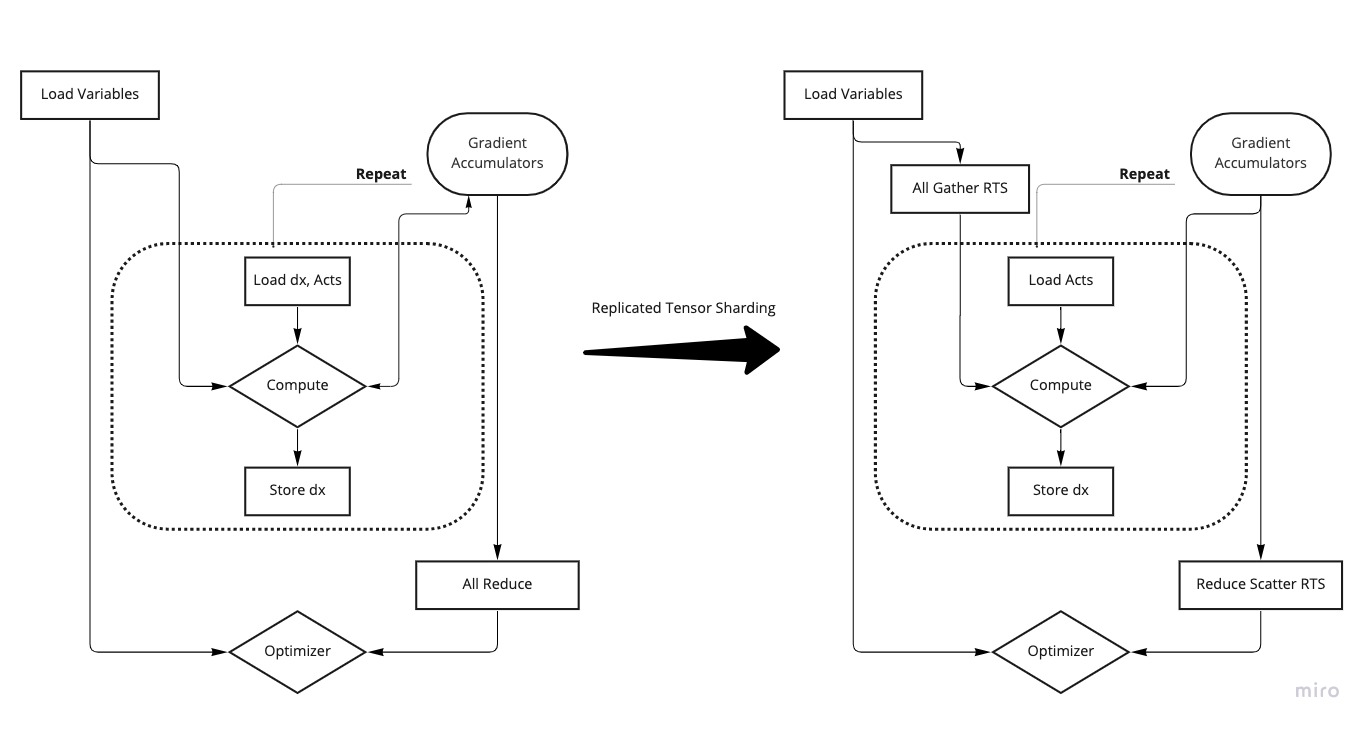 Load Variables
Gradient
Accumulators
Repeat
Load dx, Acts
Compute
Store dx
All Reduce
Optimizer
Replicated Tensor Sharding
Load Variables
Gradient
Accumulators
All Gather RTS
Repeat
Load Acts
Compute
Store dx
Reduce Scatter RTS
Optimizer
miro